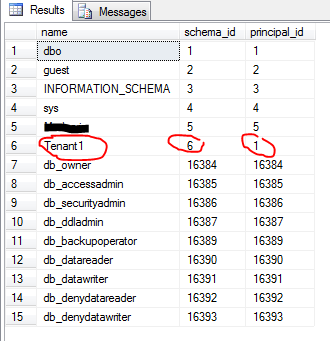 Results Messages
name schema_id principal_id
1 dbo 1 1
2 guest 2 2
3 INFORMATION_SCHEMA 3 3
4 sys 4 4
5 5 5
6 Tenant1 6 1
7 db_owner 16384 16384
8 db_accessadmin 16385 16385
9 db_securityadmin 16386 16386
10 db_ddladmin 16387 16387
11 db_backupoperator 16389 16389
12 db_datareader 16390 16390
13 db_datawriter 16391 16391
14 db_denydatareader 16392 16392
15 db_denydatawriter 16393 16393